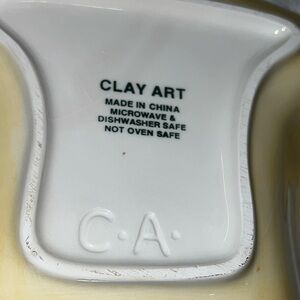 CLAY ART
MADE IN CHINA
MICROWAVE &
DISHWASHER SAFE
NOT OVEN SAFE
C·A·